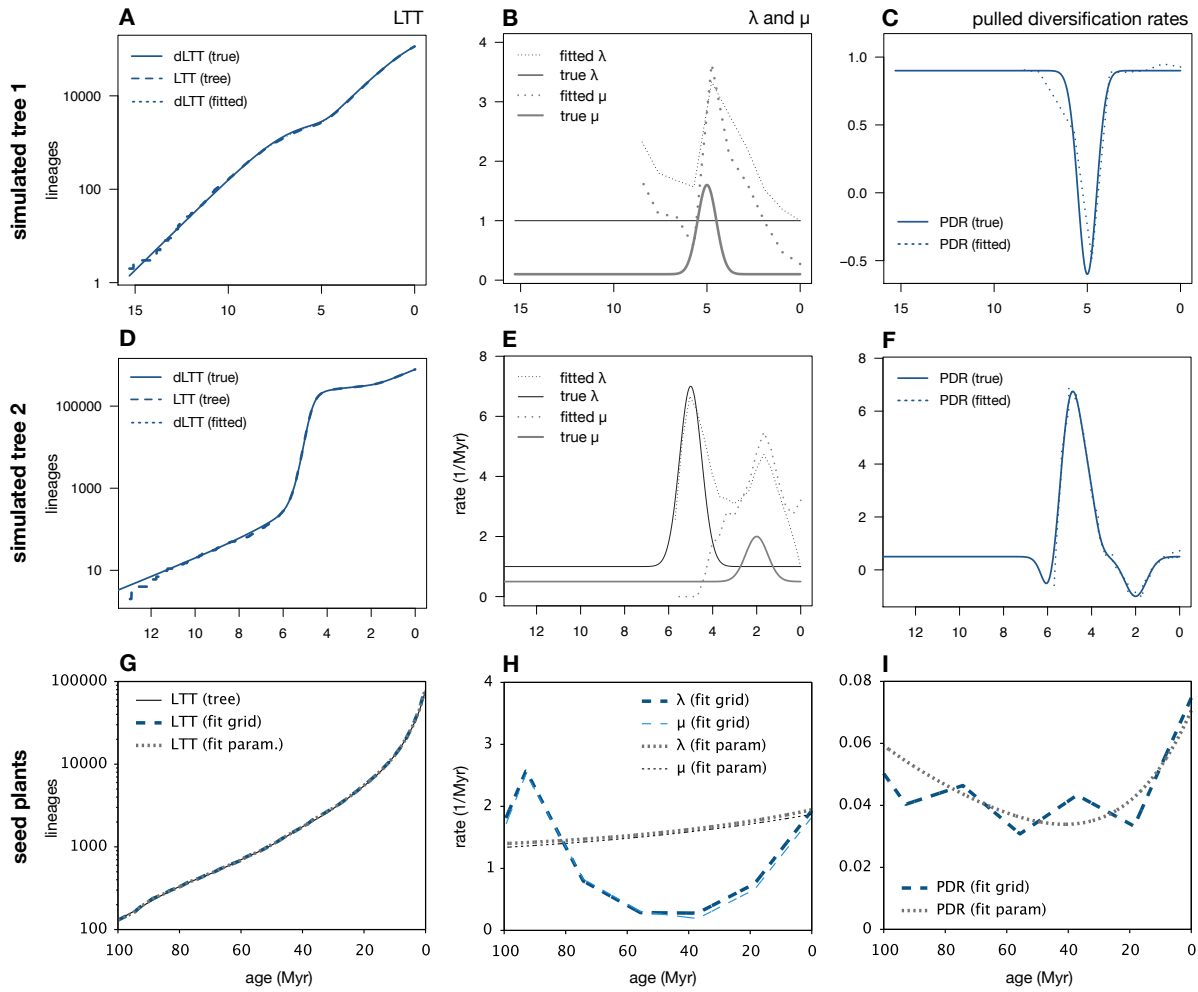 A
LTT
simulated tree 1
lineages
dLTT (true)
LTT (tree)
dLTT (fitted)
10000
100
1
15
10
5
0
B
λ and μ
fitted λ
true λ
fitted μ
true μ
4
3
2
1
0
15
10
5
0
C
pulled diversification rates
1.0
0.5
0.0
−0.5
PDR (true)
PDR (fitted)
15
10
5
0
D
simulated tree 2
lineages
dLTT (true)
LTT (tree)
dLTT (fitted)
100000
1000
10
12
10
8
6
4
2
0
E
rate (1/Myr)
fitted λ
true λ
fitted μ
true μ
8
6
4
2
0
12
10
8
6
4
2
0
F
PDR (true)
PDR (fitted)
8
6
4
2
0
12
10
8
6
4
2
0
G
seed plants
lineages
LTT (tree)
LTT (fit grid)
LTT (fit param.)
100000
10000
1000
100
100
80
60
40
20
0
age (Myr)
H
rate (1/Myr)
λ (fit grid)
μ (fit grid)
λ (fit param)
μ (fit param)
4
3
2
1
0
100
80
60
40
20
0
age (Myr)
I
0.08
0.06
0.04
0.02
0
PDR (fit grid)
PDR (fit param)
100
80
60
40
20
0
age (Myr)